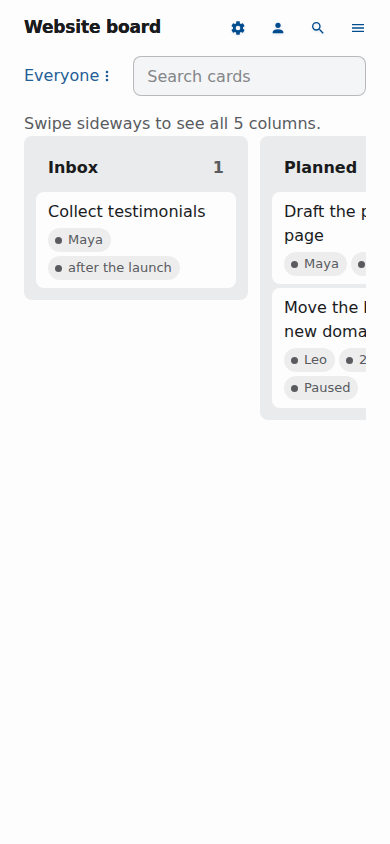 Website board
Everyone
Search cards
Swipe sideways to see all 5 columns.
Inbox 1
Collect testimonials
Maya
after the launch
Planned
Draft the
page
Maya
Move the
new
Leo
Paused